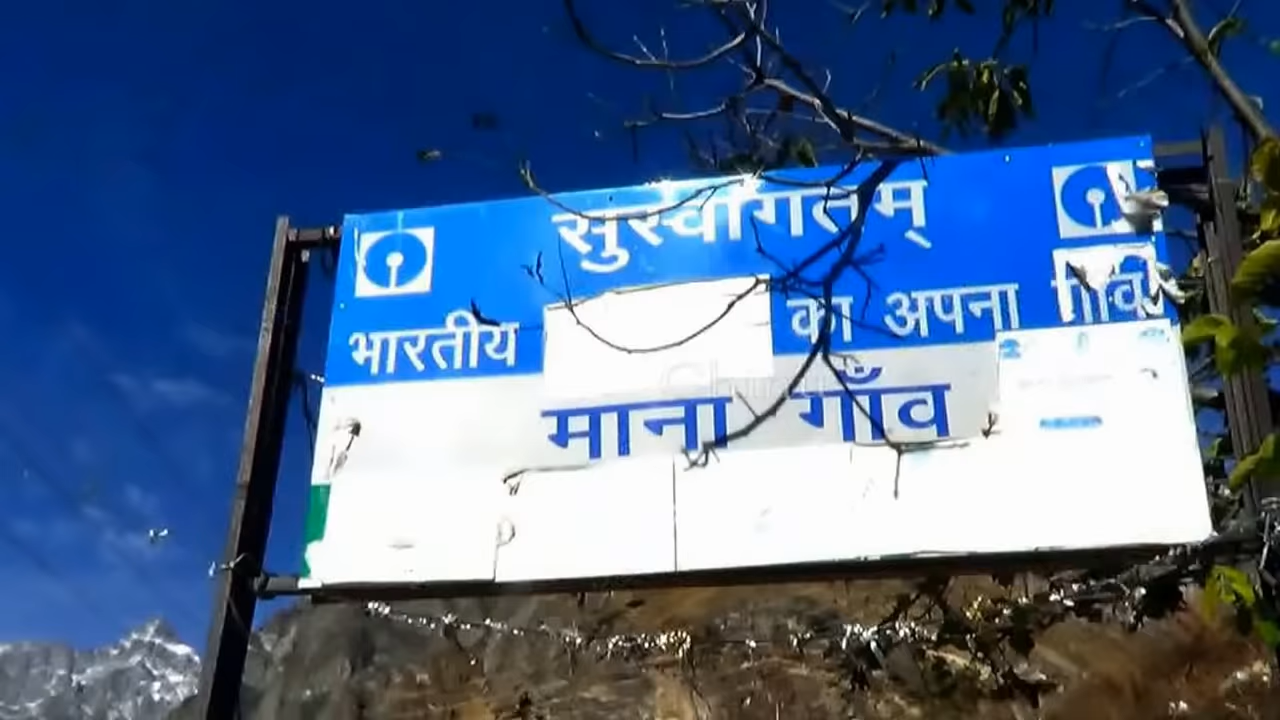 सुस्वागतम्
भारतीय का अपना गाँव
माना गाँव